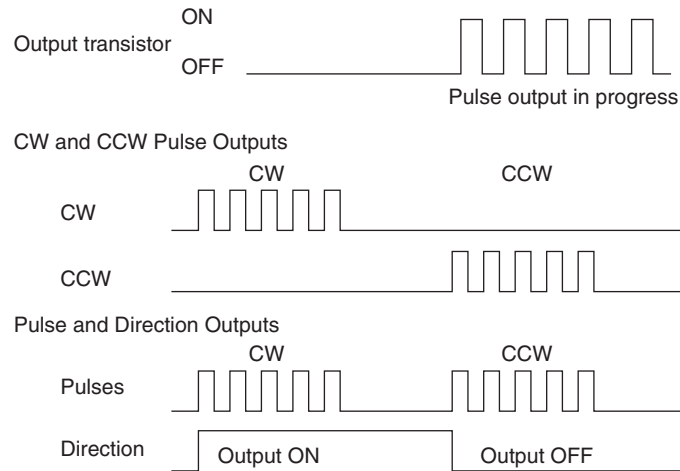 ON
Output transistor
OFF
Pulse output in progress
CW and CCW Pulse Outputs
CW CCW
CW
CCW
Pulse and Direction Outputs
CW CCW
Pulses
Direction Output ON Output OFF